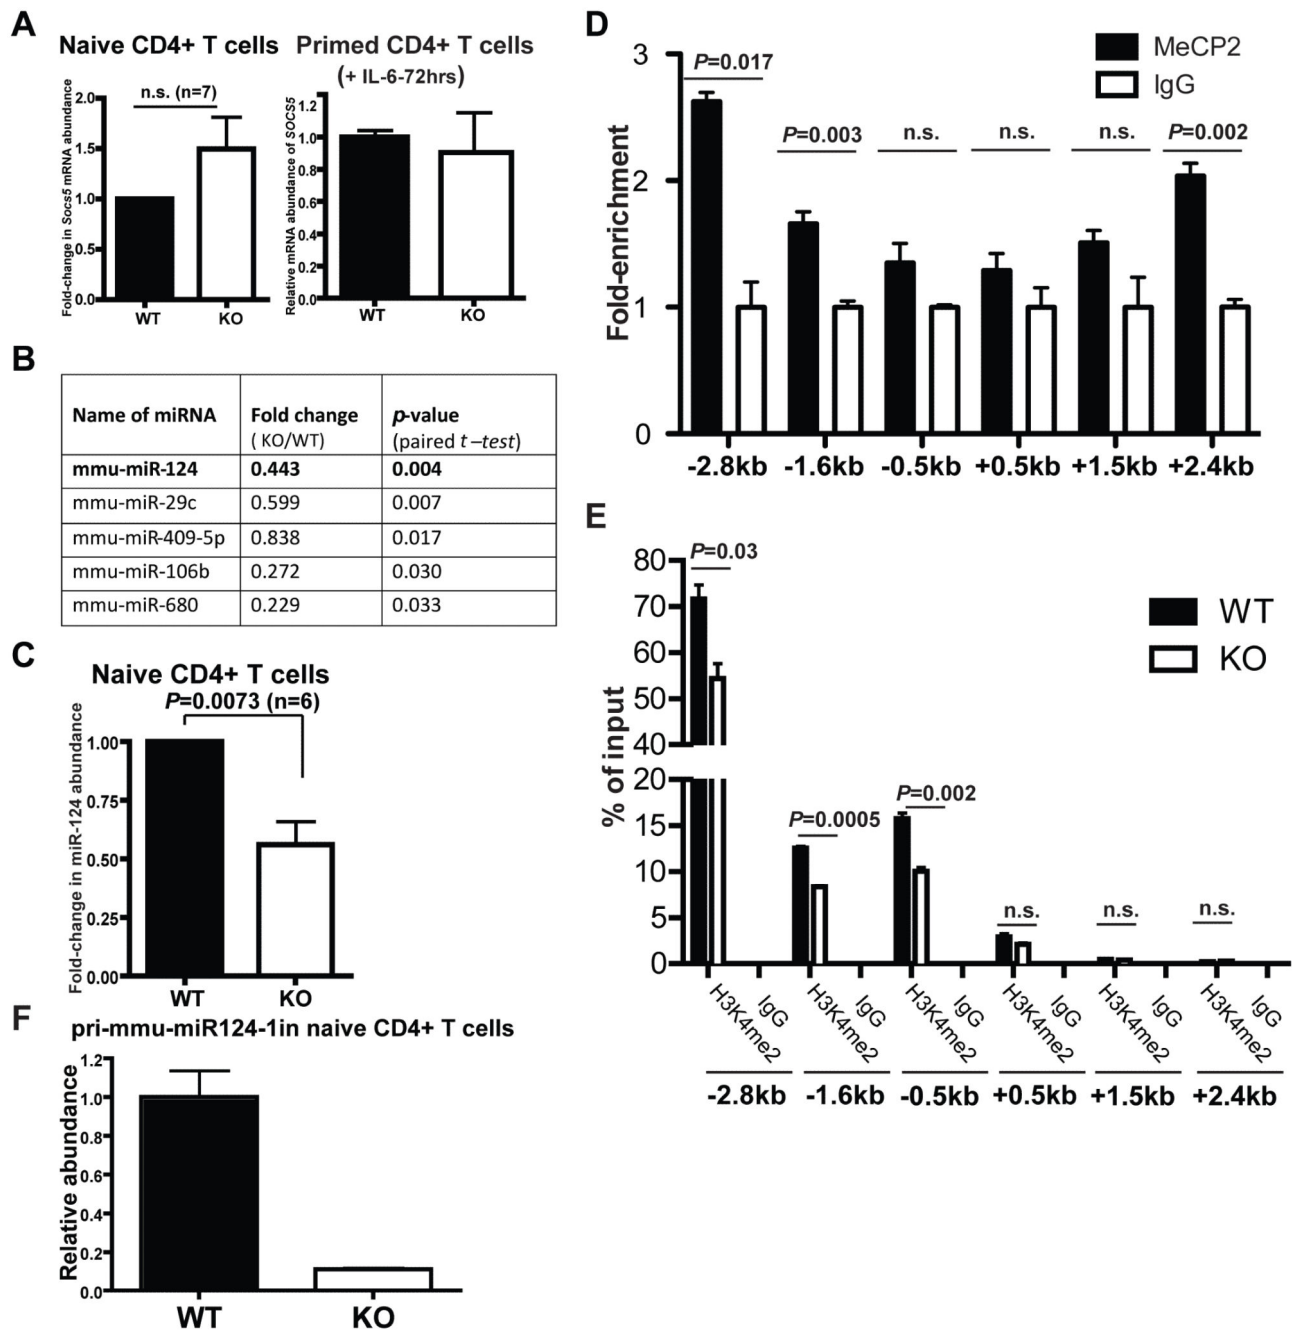 A
Naive CD4+ T cells
Primed CD4+ T cells
(+ IL-6-72hrs)
Fold-change in Socs5 mRNA abundance
2.0
1.5
1.0
0.5
0.0
n.s. (n=7)
WT
KO
Relative mRNA abundance of SOCS5
1.2
1.0
0.8
0.6
0.4
0.2
0.0
WT
KO
B
Name of miRNA
Fold change
( KO/WT)
p-value
(paired t –test)
mmu-miR-124 0.443 0.004
mmu-miR-29c 0.599 0.007
mmu-miR-409-5p 0.838 0.017
mmu-miR-106b 0.272 0.030
mmu-miR-680 0.229 0.033
C
Naive CD4+ T cells
P=0.0073 (n=6)
Fold-change in miR-124 abundance
1.00
0.75
0.50
0.25
0.00
WT
KO
F
pri-mmu-miR124-1in naive CD4+ T cells
Relative abundance
1.2
1.0
0.8
0.6
0.4
0.2
0.0
WT
KO
D
MeCP2
IgG
Fold-enrichment
3
2
1
0
P=0.017
P=0.003
n.s.
n.s.
n.s.
P=0.002
-2.8kb
-1.6kb
-0.5kb
+0.5kb
+1.5kb
+2.4kb
E
WT
KO
% of input
80
70
60
50
40
20
15
10
5
0
P=0.03
P=0.0005
P=0.002
n.s.
n.s.
n.s.
H3K4me2
IgG
H3K4me2
IgG
H3K4me2
IgG
H3K4me2
IgG
H3K4me2
IgG
H3K4me2
IgG
-2.8kb
-1.6kb
-0.5kb
+0.5kb
+1.5kb
+2.4kb